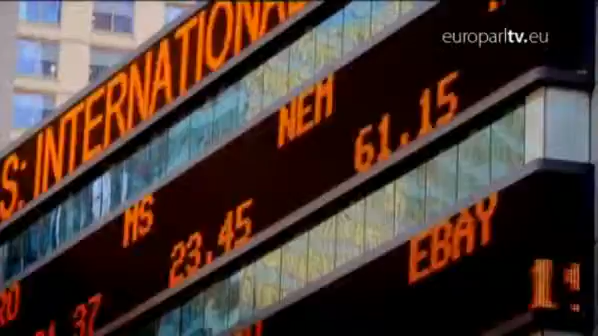 europarltv.eu
S: INTERNATIONAL
NEM 61.15
MS 23.45
EBAY